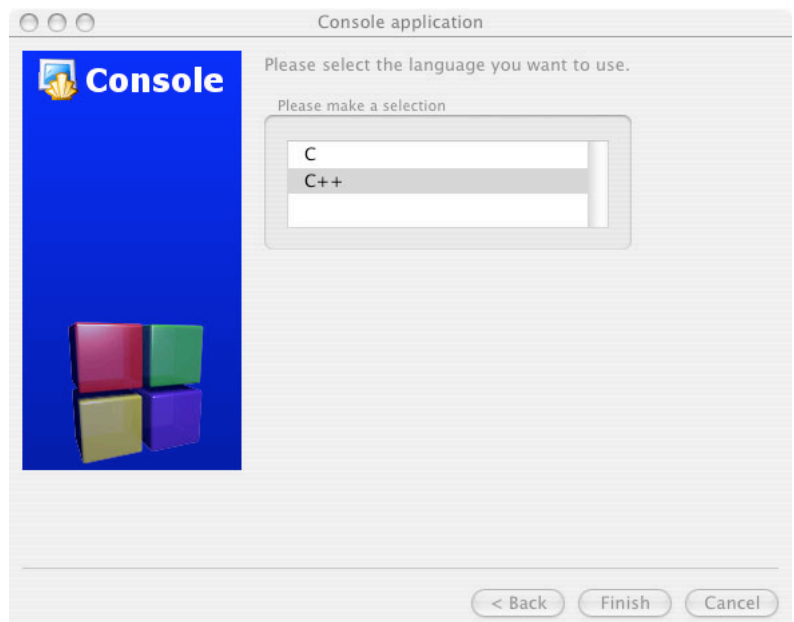 Console application
Console
Please select the language you want to use.
Please make a selection
C
C++
< Back
Finish
Cancel